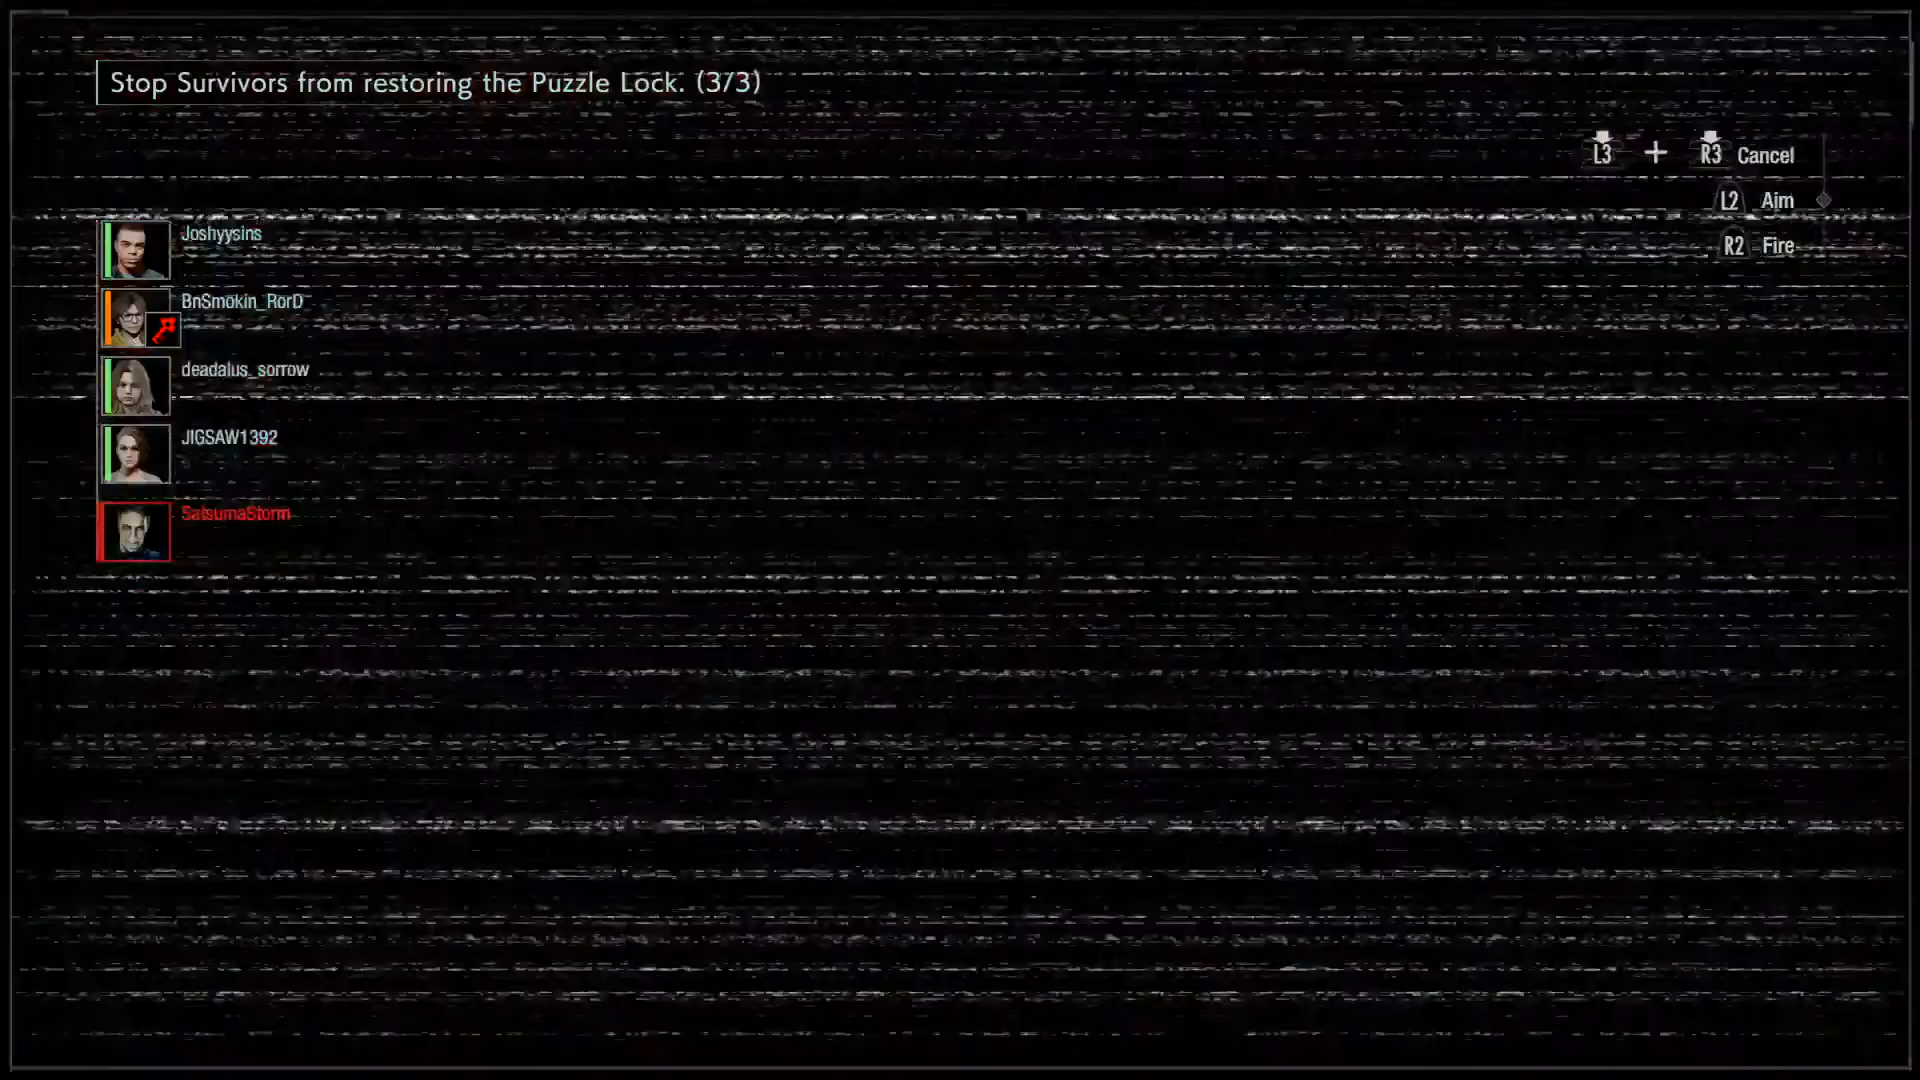 Stop Survivors from restoring the Puzzle Lock. (3/3)
L3 + R3 Cancel
L2 Aim
R2 Fire
Joshyysins
BnSmokin_RorD
deadalus_sorrow
JIGSAW1392
SatsumaStorm